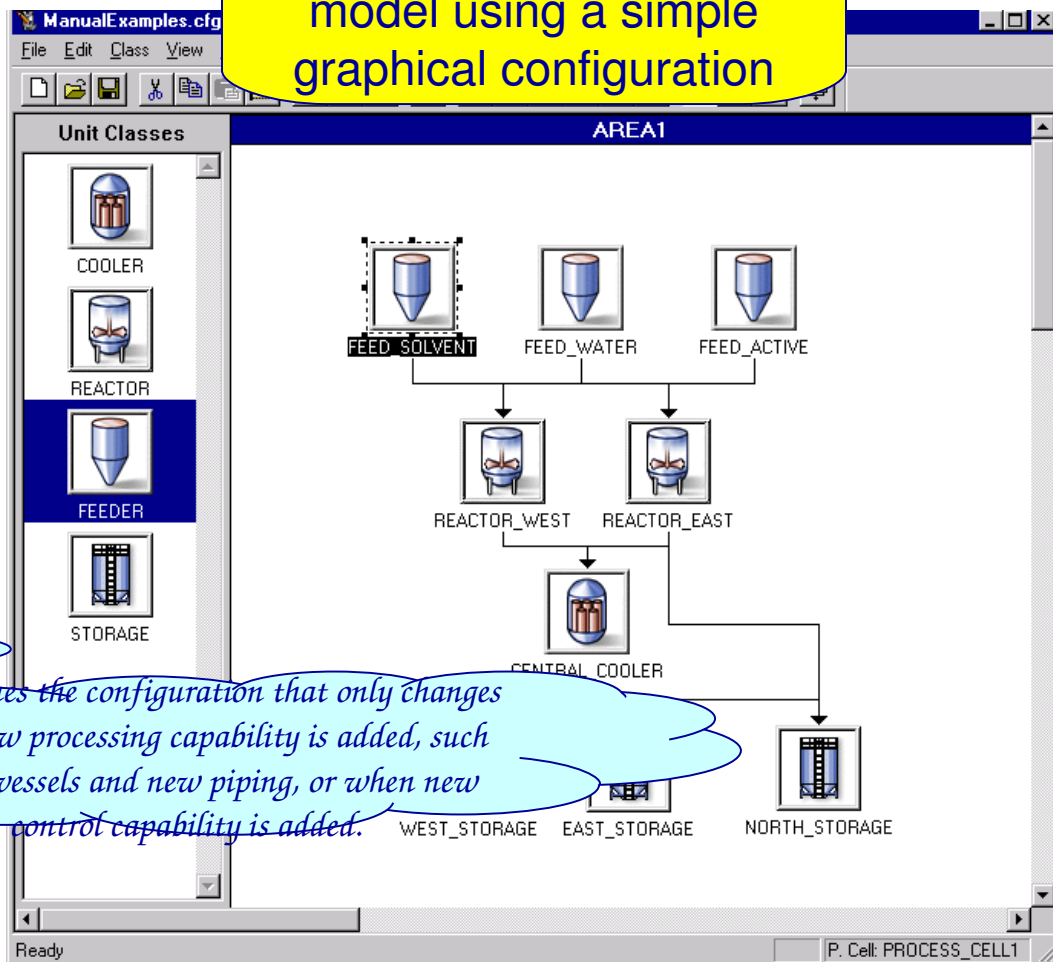 model using a simple
graphical configuration
ManualExamples.cfg
File Edit Class View
Unit Classes
AREA1
COOLER
REACTOR
FEEDER
STORAGE
FEED_SOLVENT FEED_WATER FEED_ACTIVE
REACTOR_WEST REACTOR_EAST
CENTRAL_COOLER
the configuration that only changes
processing capability is added, such
vessels and new piping, or when new
control capability is added.
WEST_STORAGE EAST_STORAGE NORTH_STORAGE
Ready P. Cell: PROCESS_CELL1